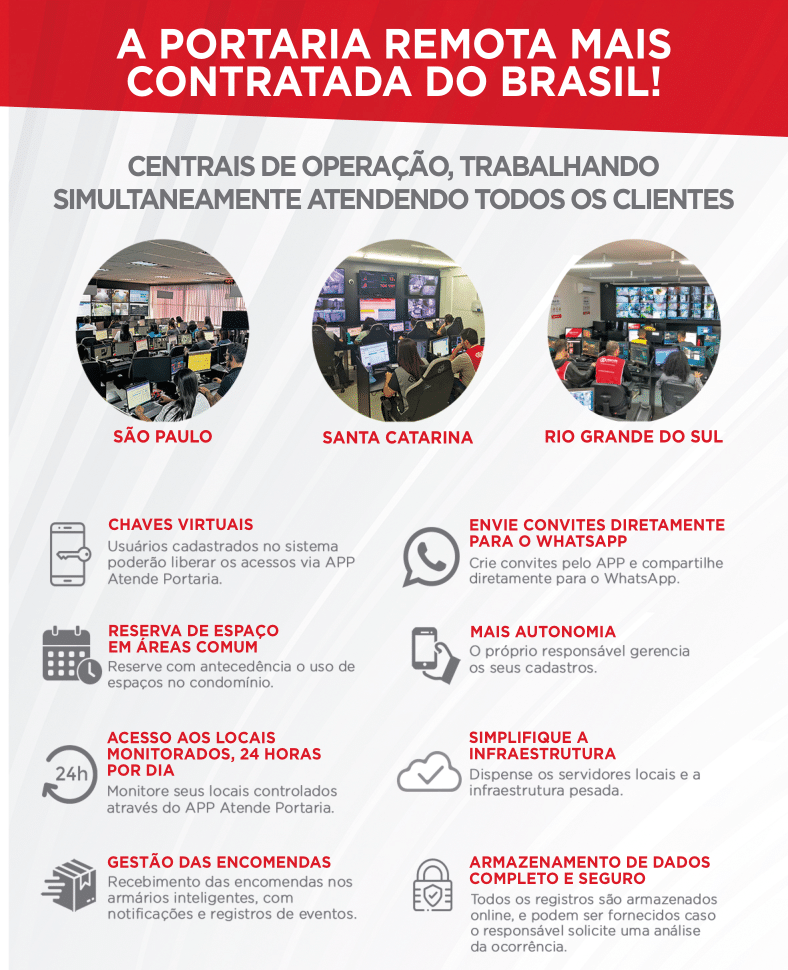 A PORTARIA REMOTA MAIS
CONTRATADA DO BRASIL!
CENTRAIS DE OPERAÇÃO, TRABALHANDO
SIMULTANEAMENTE ATENDENDO TODOS OS CLIENTES
SÃO PAULO
SANTA CATARINA
RIO GRANDE DO SUL
CHAVES VIRTUAIS
Usuários cadastrados no sistema
poderão liberar os acessos via APP
Atende Portaria.
ENVIE CONVITES DIRETAMENTE
PARA O WHATSAPP
Crie convites pelo APP e compartilhe
diretamente para o WhatsApp.
RESERVA DE ESPAÇO
EM ÁREAS COMUM
Reserve com antecedência o uso de
espaços no condomínio.
MAIS AUTONOMIA
O próprio responsável gerencia
os seus cadastros.
24h
ACESSO AOS LOCAIS
MONITORADOS, 24 HORAS
POR DIA
Monitore seus locais controlados
através do APP Atende Portaria.
SIMPLIFIQUE A
INFRAESTRUTURA
Dispense os servidores locais e a
infraestrutura pesada.
GESTÃO DAS ENCOMENDAS
Recebimento das encomendas nos
armários inteligentes, com
notificações e registros de eventos.
ARMAZENAMENTO DE DADOS
COMPLETO E SEGURO
Todos os registros são armazenados
online, e podem ser fornecidos caso
o responsável solicite uma análise
da ocorrência.